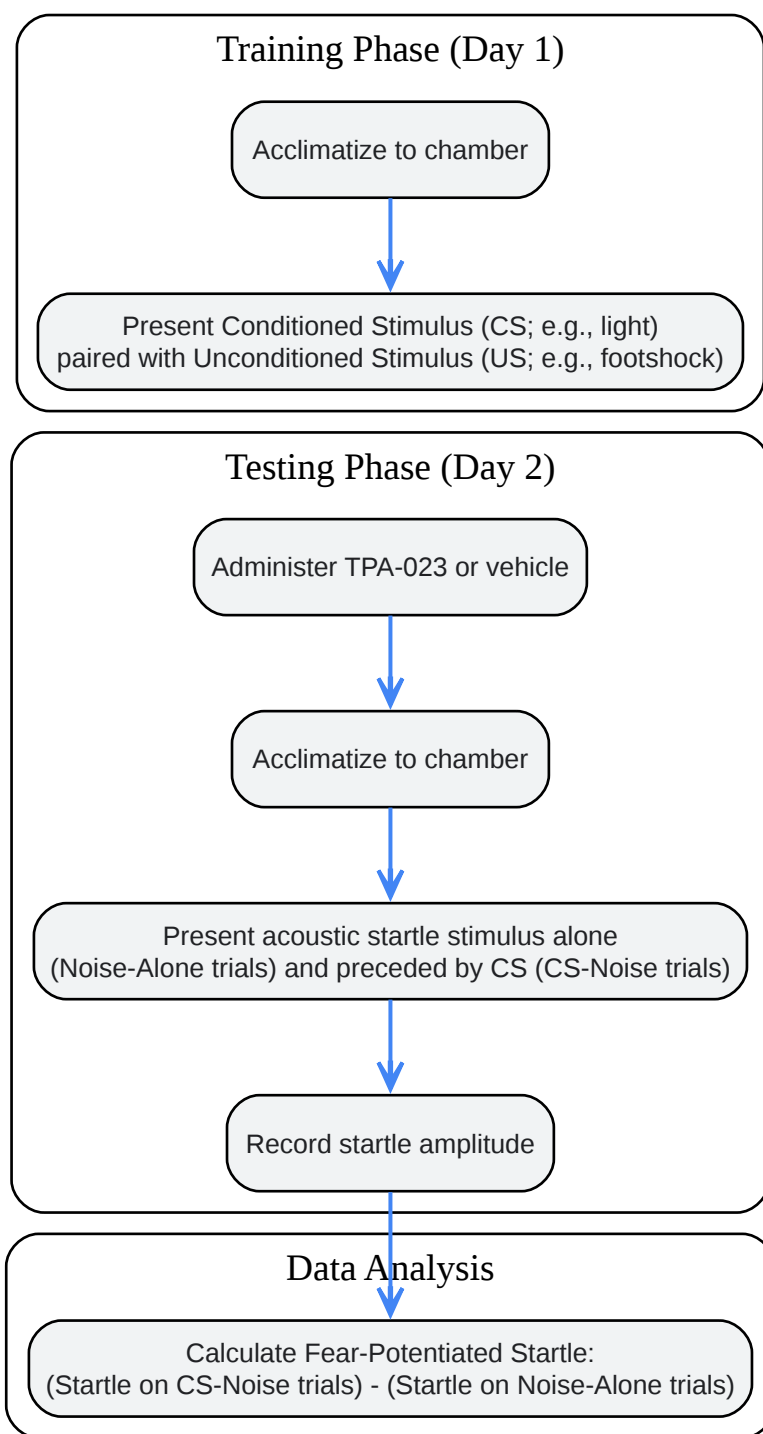 Training Phase (Day 1)
Acclimatize to chamber
Present Conditioned Stimulus (CS; e.g., light)
paired with Unconditioned Stimulus (US; e.g., footshock)
Testing Phase (Day 2)
Administer TPA-023 or vehicle
Acclimatize to chamber
Present acoustic startle stimulus alone
(Noise-Alone trials) and preceded by CS (CS-Noise trials)
Record startle amplitude
Data Analysis
Calculate Fear-Potentiated Startle:
(Startle on CS-Noise trials) - (Startle on Noise-Alone trials)